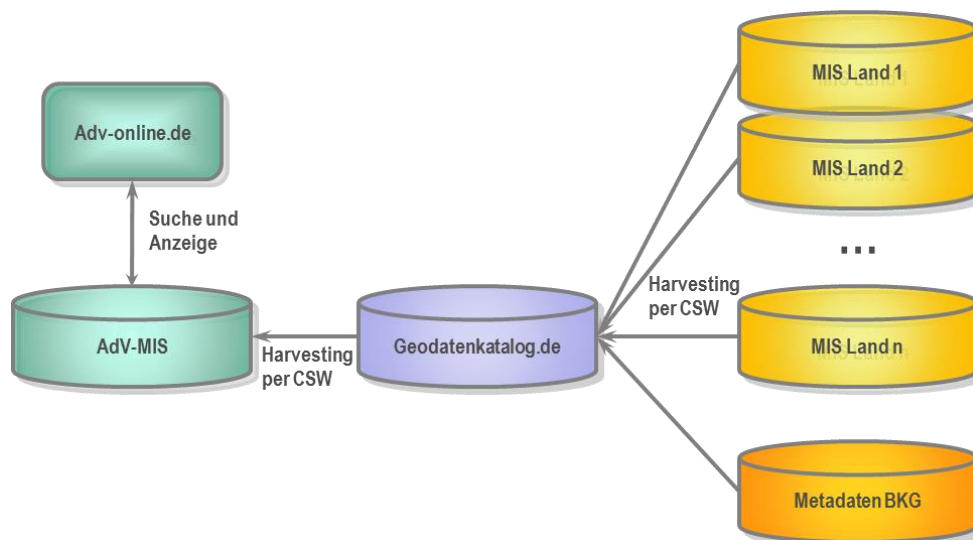 MIS Land 1
Adv-online.de
MIS Land 2
Suche und
Anzeige
...
Harvesting
per CSW
AdV-MIS
Harvesting
per CSW
Geodatenkatalog.de
MIS Land n
Metadaten BKG